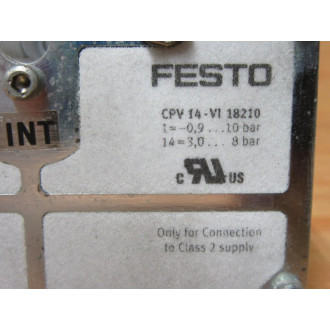 FESTO
CPV 14-VI 18210
1=-0,9 ... 10 bar
14=3,0 ... 8 bar
INT
c RU US
Only for Connection
to Class 2 supply